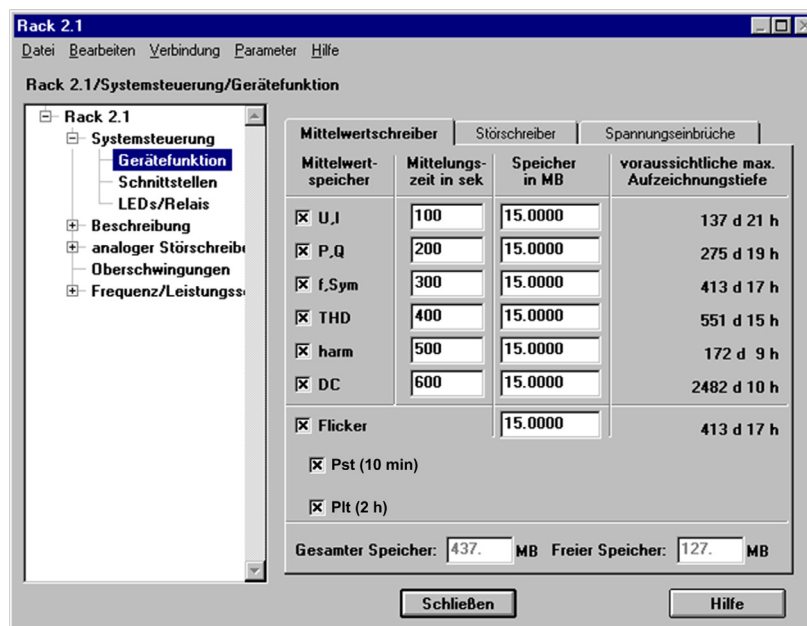 Rack 2.1
Datei Bearbeiten Verbindung Parameter Hilfe
Rack 2.1/Systemsteuerung/Gerätefunktion
Rack 2.1
Systemsteuerung
Gerätefunktion
Schnittstellen
LEDs/Relais
Beschreibung
analoger Störschreibe
Oberschwingungen
Frequenz/Leistungss
Mittelwertschreiber Störschreiber Spannungseinbrüche
Mittelwert- Mittelungs- Speicher voraussichtliche max.
speicher zeit in sek in MB Aufzeichnungstiefe
U,I 100 15.0000 137 d 21 h
P,Q 200 15.0000 275 d 19 h
f,Sym 300 15.0000 413 d 17 h
THD 400 15.0000 551 d 15 h
harm 500 15.0000 172 d 9 h
DC 600 15.0000 2482 d 10 h
Flicker 15.0000 413 d 17 h
Pst (10 min)
Plt (2 h)
Gesamter Speicher: 437. MB Freier Speicher: 127. MB
Schließen Hilfe